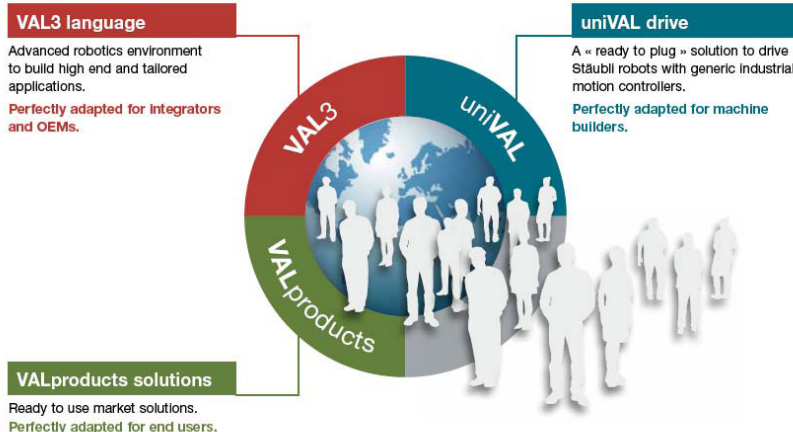 VAL3 language
Advanced robotics environment
to build high end and tailored
applications.
Perfectly adapted for integrators
and OEMs.
uniVAL drive
A « ready to plug » solution to drive
Stäubli robots with generic industrial
motion controllers.
Perfectly adapted for machine
builders.
VAL3
uniVAL
VALproducts
VALproducts solutions
Ready to use market solutions.
Perfectly adapted for end users.